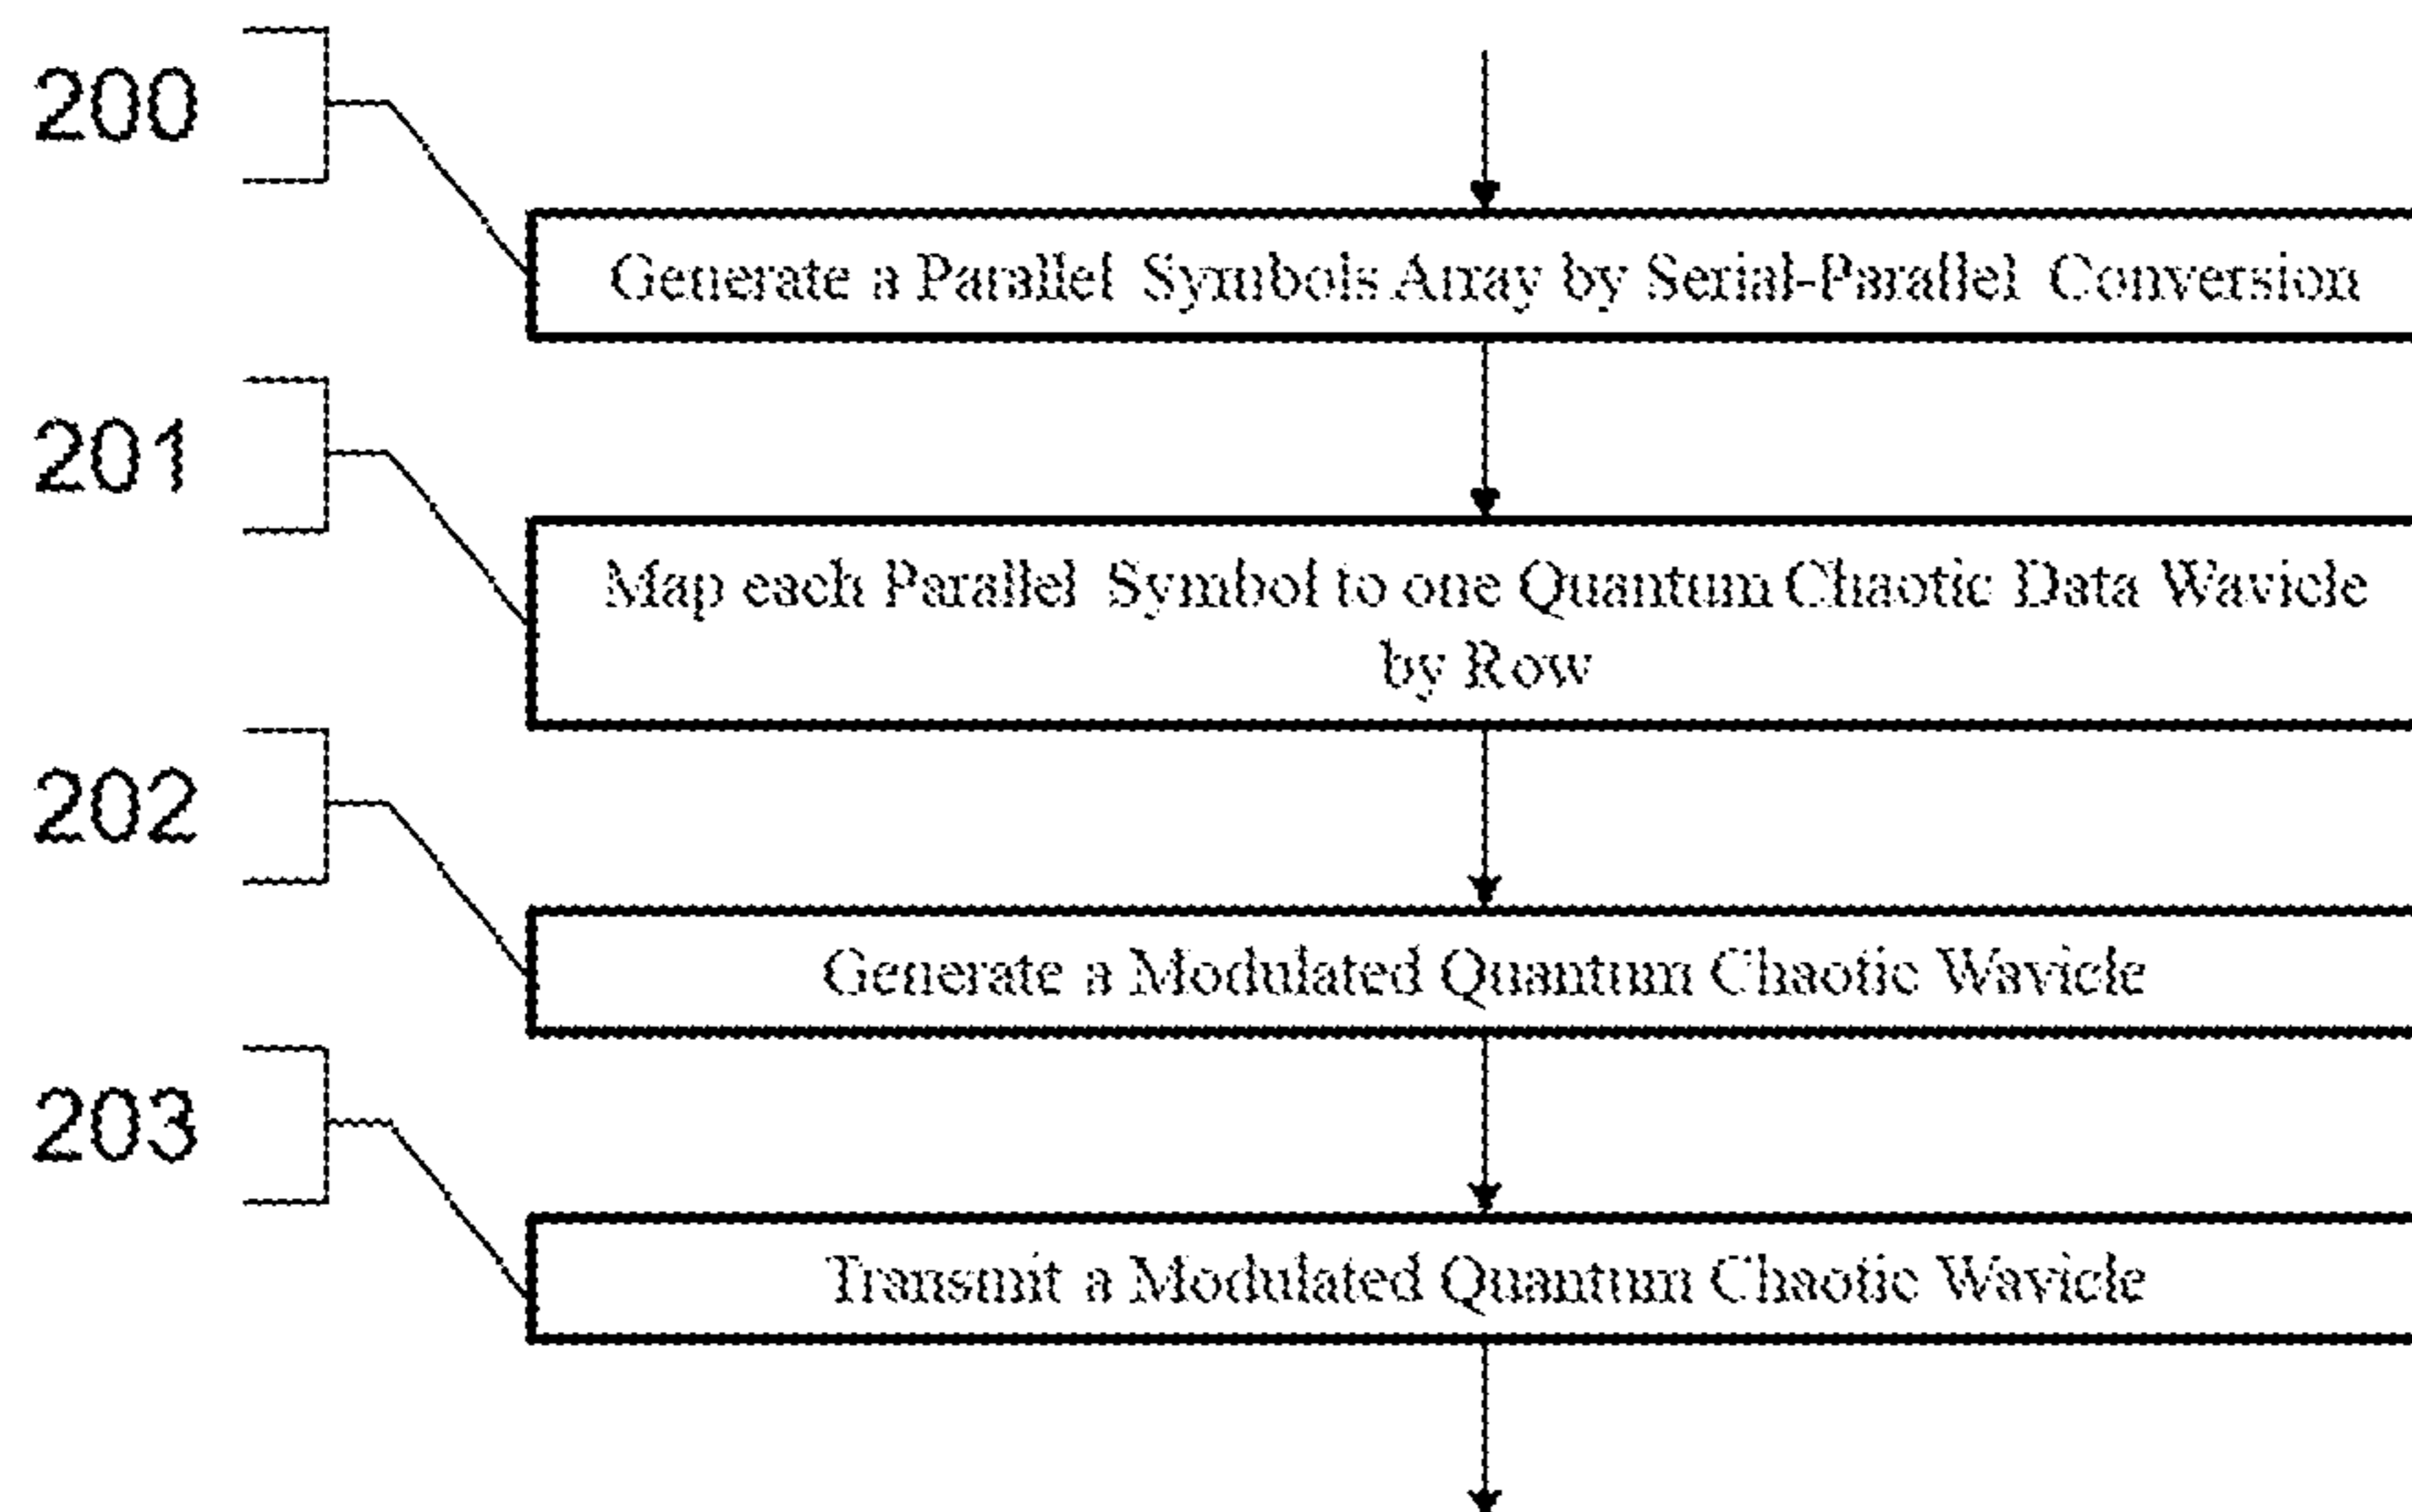 200
Generate a Parallel Symbols Array by Serial-Parallel Conversion
201
Map each Parallel Symbol to one Quantum Chaotic Data Wavicle
by Row
202
Generate a Modulated Quantum Chaotic Wavicle
203
Transmit a Modulated Quantum Chaotic Wavicle